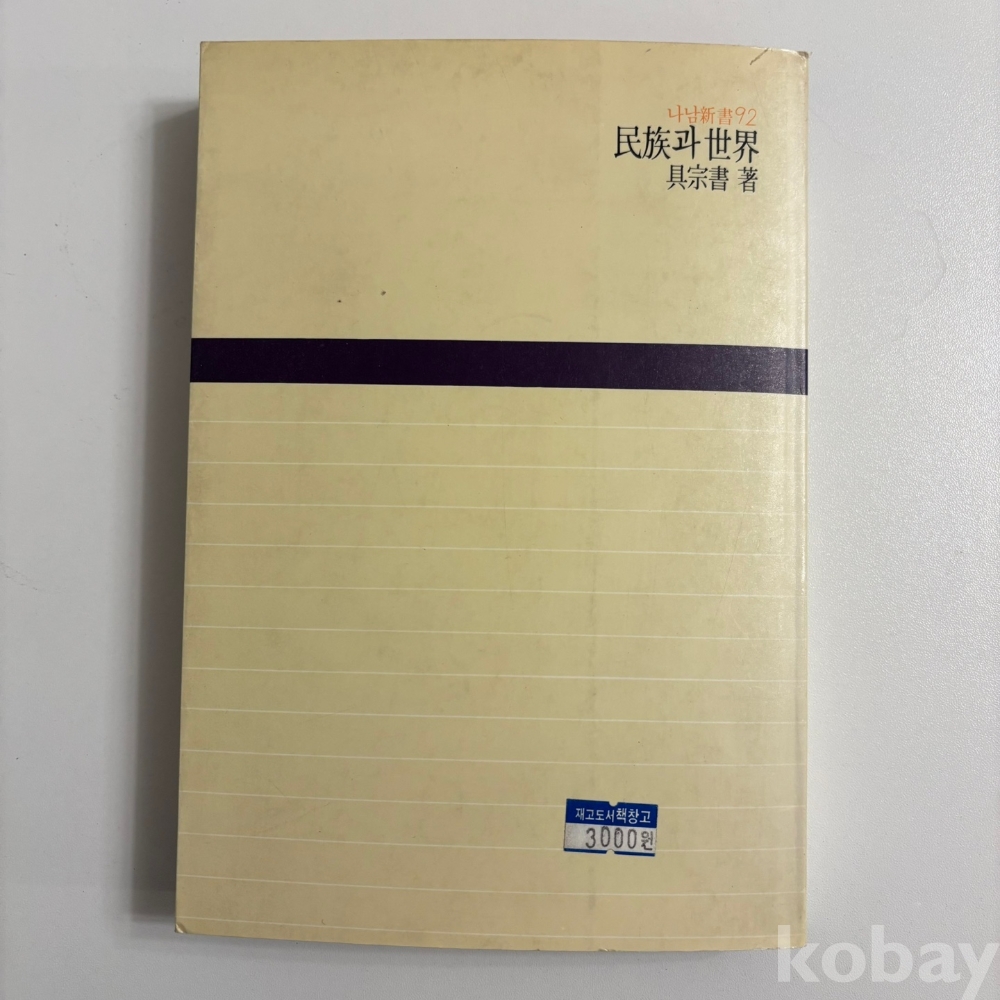 나남新書92
民族과世界
具宗書 著
재고도서책창고
3000원
kobay